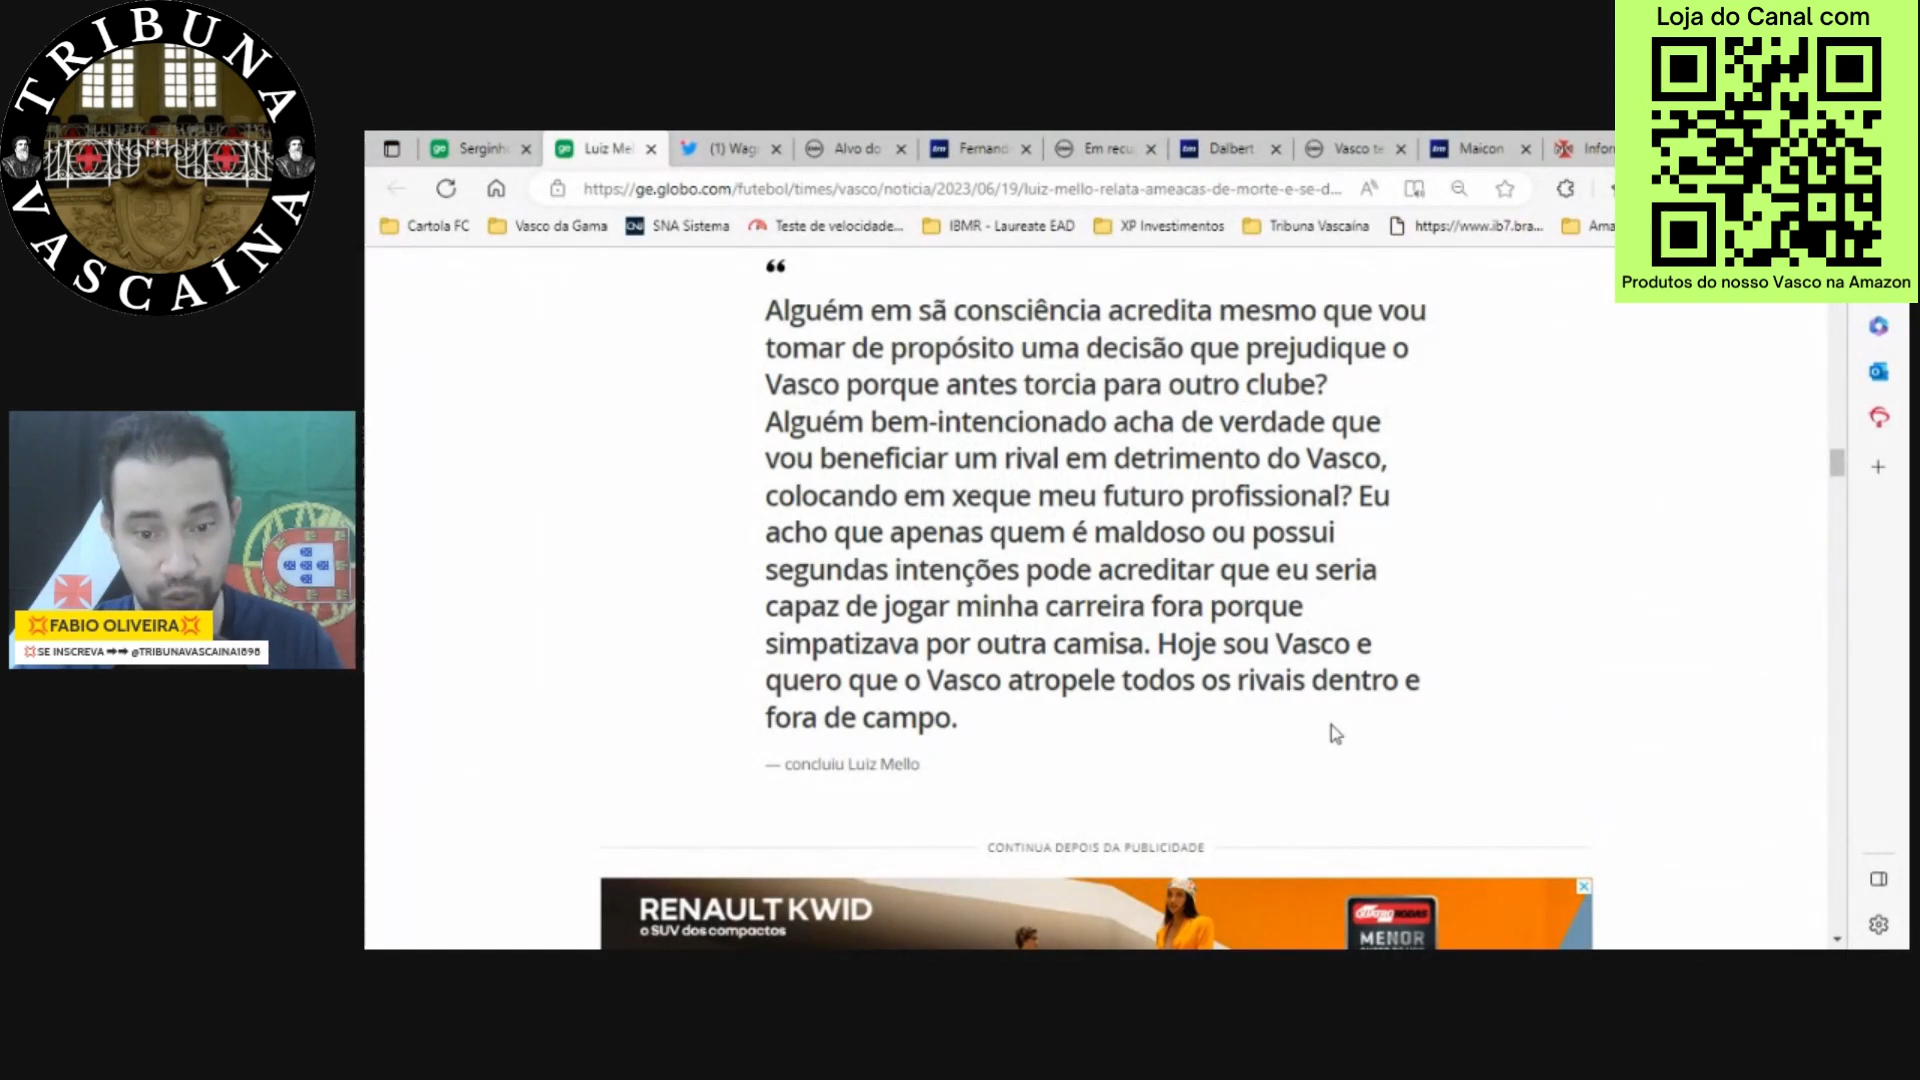 TRIBUNA
VASCAÍNA
Loja do Canal com
Produtos do nosso Vasco na Amazon
Luiz Mel
(1) Wag
Alvo do
Em recu
Dalbert
Vasco te
Maicon
https://ge.globo.com/futebol/times/vasco/noticia/2023/06/19/luiz-mello-relata-ameacas-de-morte-e-se-d...
Cartola FC
Vasco da Gama
SNA Sistema
Teste de velocidade...
IBMR - Laureate EAD
XP Investimentos
Tribuna Vascaína
https://www.ib7.bra...
Ama
“
Alguém em sã consciência acredita mesmo que vou
tomar de propósito uma decisão que prejudique o
Vasco porque antes torcia para outro clube?
Alguém bem-intencionado acha de verdade que
vou beneficiar um rival em detrimento do Vasco,
colocando em xeque meu futuro profissional? Eu
acho que apenas quem é maldoso ou possui
segundas intenções pode acreditar que eu seria
capaz de jogar minha carreira fora porque
simpatizava por outra camisa. Hoje sou Vasco e
quero que o Vasco atropele todos os rivais dentro e
fora de campo.
— concluiu Luiz Mello
FABIO OLIVEIRA
SE INSCREVA ➡➡ @TRIBUNAVASCAINA1898
CONTINUA DEPOIS DA PUBLICIDADE
RENAULT KWID
o SUV dos compactos
QUATRO RODAS
MENOR